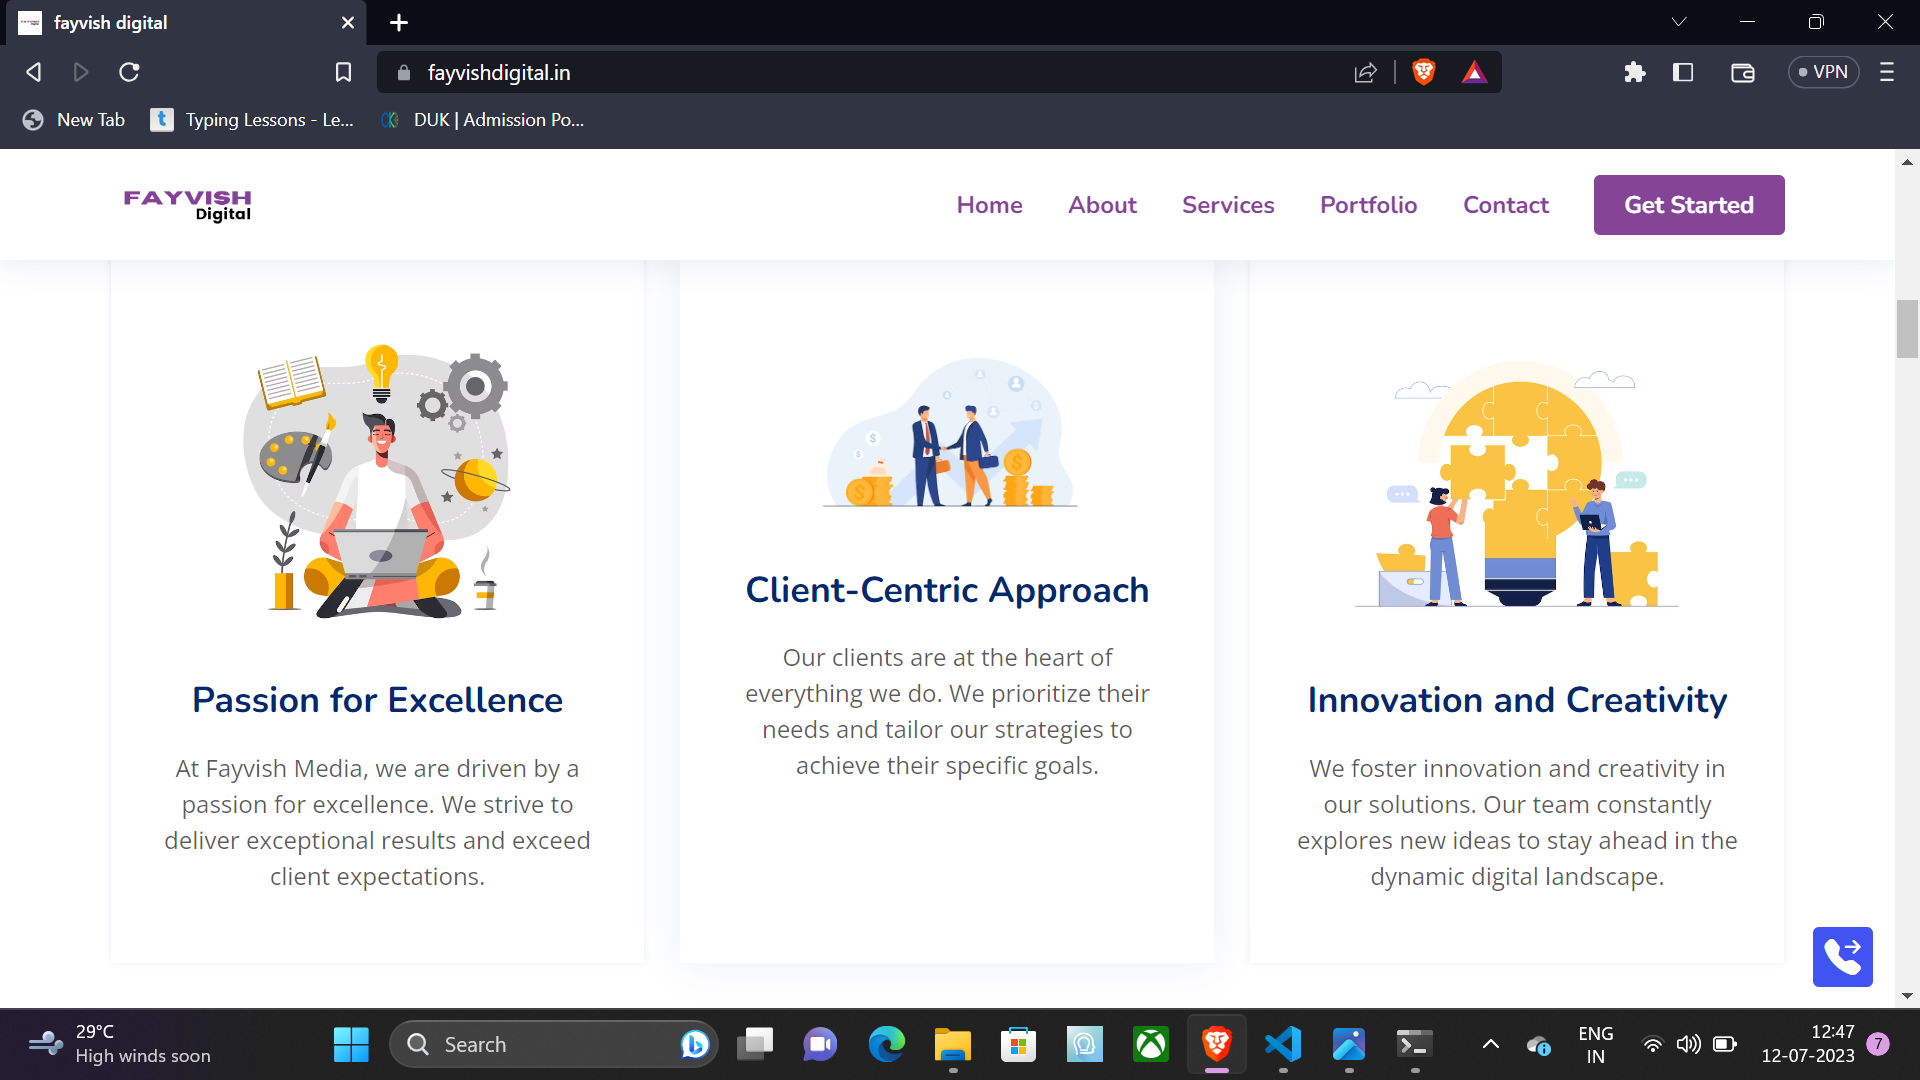 fayvish digital
fayvishdigital.in
VPN
New Tab
Typing Lessons - Le...
DUK | Admission Po...
FAYVISH
Digital
Home
About
Services
Portfolio
Contact
Get Started
Passion for Excellence
At Fayvish Media, we are driven by a
passion for excellence. We strive to
deliver exceptional results and exceed
client expectations.
Client-Centric Approach
Our clients are at the heart of
everything we do. We prioritize their
needs and tailor our strategies to
achieve their specific goals.
Innovation and Creativity
We foster innovation and creativity in
our solutions. Our team constantly
explores new ideas to stay ahead in the
dynamic digital landscape.
29°C
High winds soon
Search
ENG
IN
12:47
12-07-2023
7